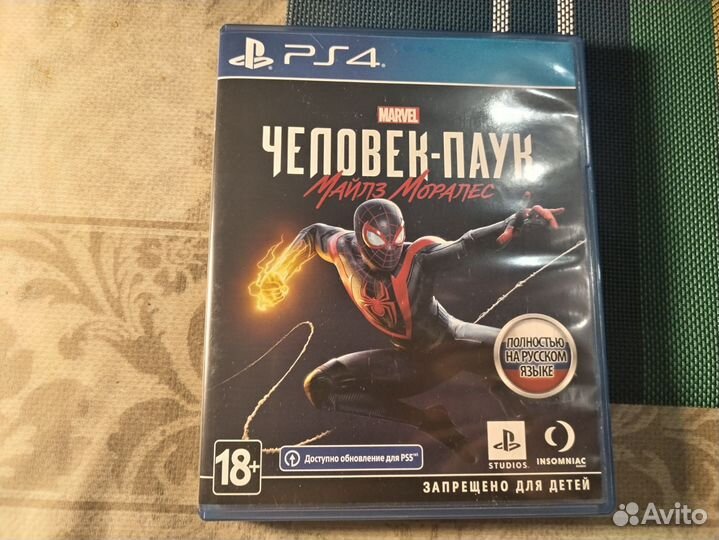 PS4
MARVEL
ЧЕЛОВЕК-ПАУК
МАЙЛЗ МОРАЛЕС
ПОЛНОСТЬЮ
НА РУССКОМ
ЯЗЫКЕ
18+
Доступно обновление для PS5
STUDIOS
INSOMNIAC
GAMES
ЗАПРЕЩЕНО ДЛЯ ДЕТЕЙ
Avito